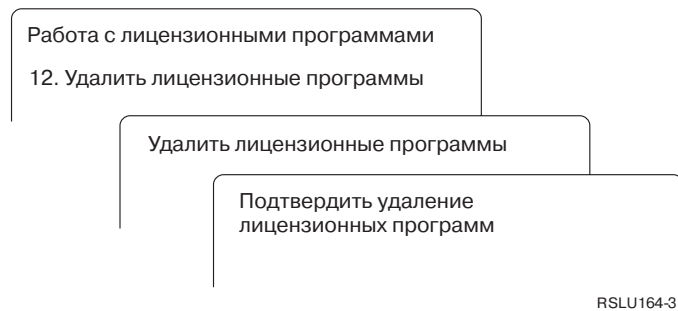 Работа с лицензионными программами
12. Удалить лицензионные программы
Удалить лицензионные программы
Подтвердить удаление
лицензионных программ
RSLU164-3